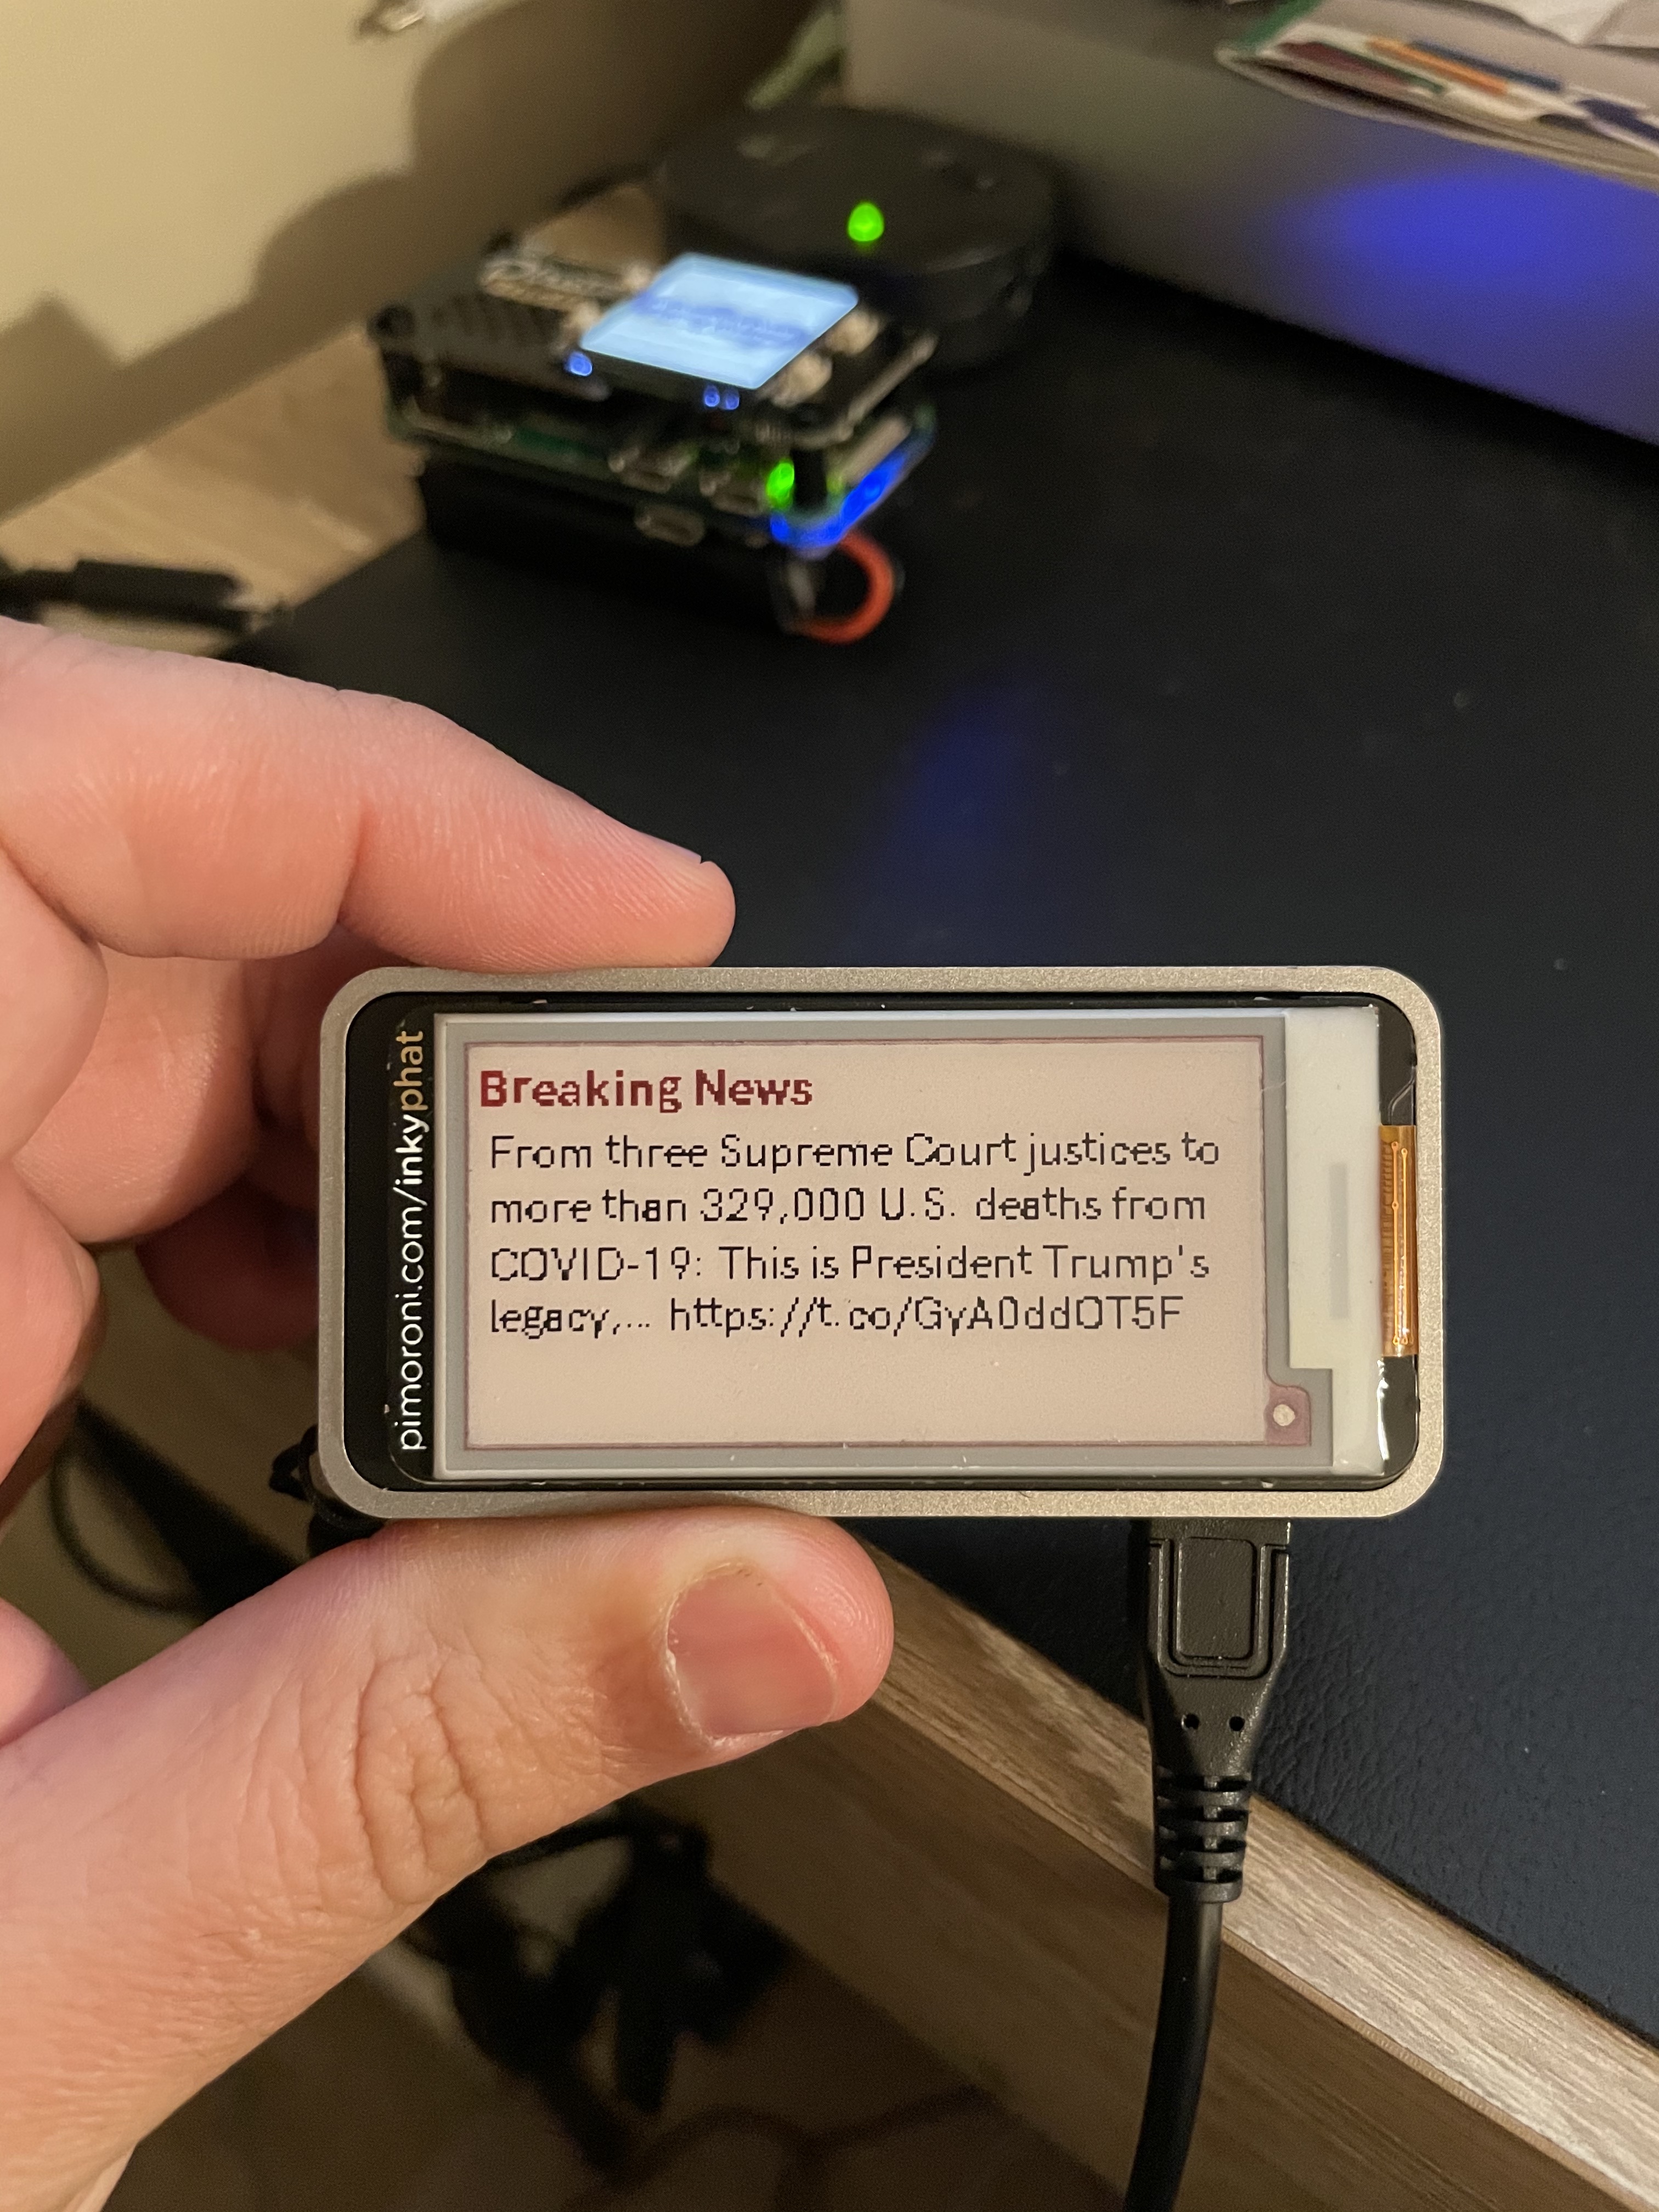 Breaking News
From three Supreme Court justices to
more than 329,000 U.S. deaths from
COVID-19: This is President Trump's
legacy,... https://t.co/GyA0ddOT5F
pimoroni.com/inkyphat